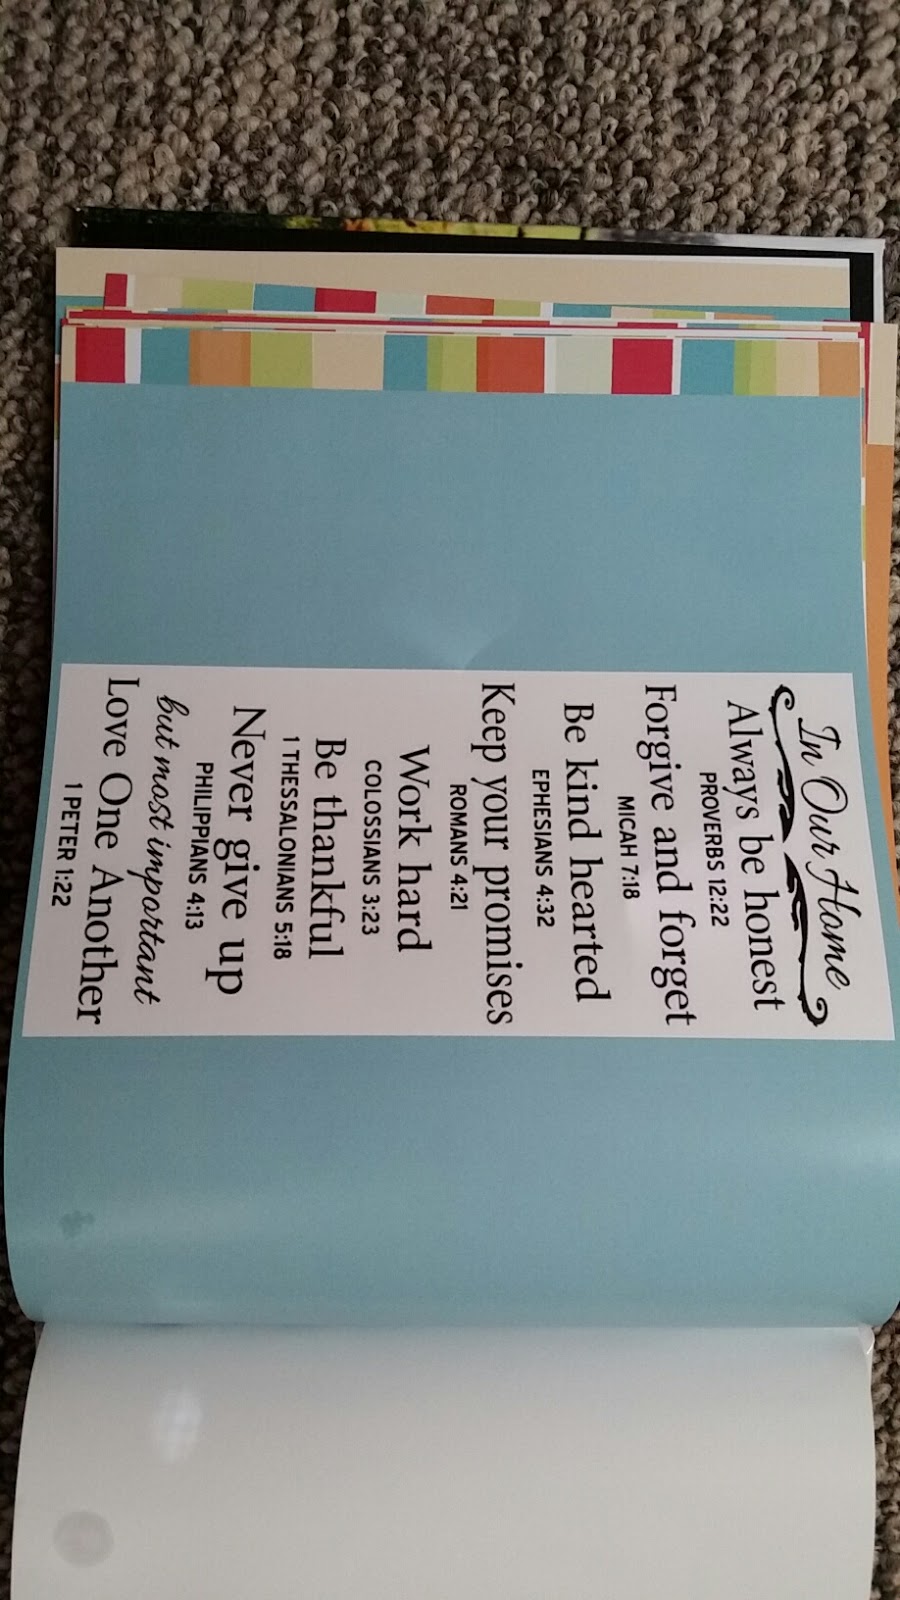 In Our Home
Always be honest
PROVERBS 12:22
Forgive and forget
MICAH 7:18
Be kind hearted
EPHESIANS 4:32
Keep your promises
ROMANS 4:21
Work hard
COLOSSIANS 3:23
Be thankful
1 THESSALONIANS 5:18
Never give up
PHILIPPIANS 4:13
but most important
Love One Another
1 PETER 1:22